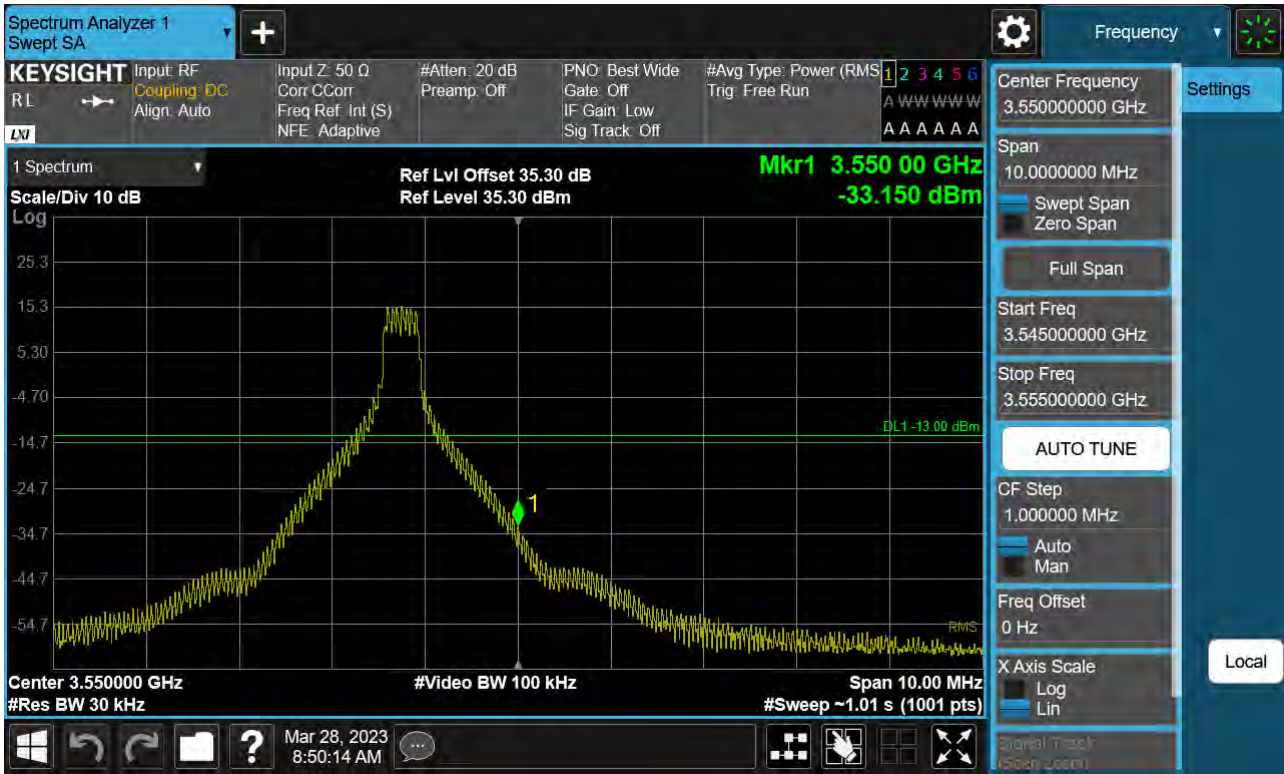 Spectrum Analyzer 1
Swept SA
+
Frequency
KEYSIGHT
RL
LXI
Input: RF
Coupling: DC
Align: Auto
Input Z: 50 Ω
Corr CCorr
Freq Ref: Int (S)
NFE: Adaptive
#Atten: 20 dB
Preamp: Off
PNO: Best Wide
Gate: Off
IF Gain: Low
Sig Track: Off
#Avg Type: Power (RMS
Trig: Free Run
1 2 3 4 5 6
A W W W W W
A A A A A A
1 Spectrum
Scale/Div 10 dB
Log
Ref Lvl Offset 35.30 dB
Ref Level 35.30 dBm
Mkr1 3.550 00 GHz
-33.150 dBm
25.3
15.3
5.30
-4.70
-14.7
-24.7
-34.7
-44.7
-54.7
DL1 -13.00 dBm
1
RMS
Center 3.550000 GHz
#Res BW 30 kHz
#Video BW 100 kHz
Span 10.00 MHz
#Sweep ~1.01 s (1001 pts)
Center Frequency
3.550000000 GHz
Settings
Span
10.0000000 MHz
Swept Span
Zero Span
Full Span
Start Freq
3.545000000 GHz
Stop Freq
3.555000000 GHz
AUTO TUNE
CF Step
1.000000 MHz
Auto
Man
Freq Offset
0 Hz
X Axis Scale
Log
Lin
Signal Track
(Span Zoom)
Local
?
Mar 28, 2023
8:50:14 AM